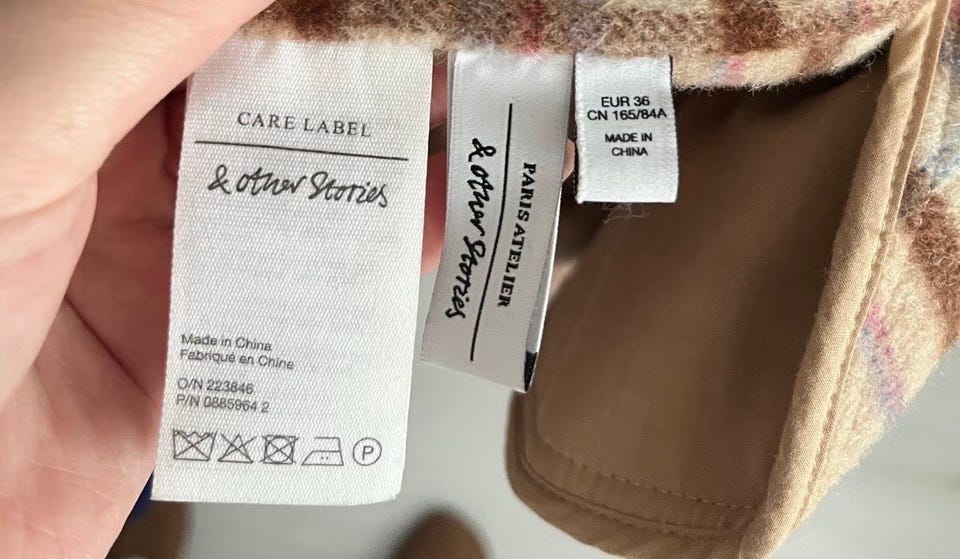 CARE LABEL
& other Stories
Made in China
Fabriqué en Chine
O/N 223846
P/N 0885964 2
P
PARIS ATELIER
& other Stories
EUR 36
CN 165/84A
MADE IN
CHINA